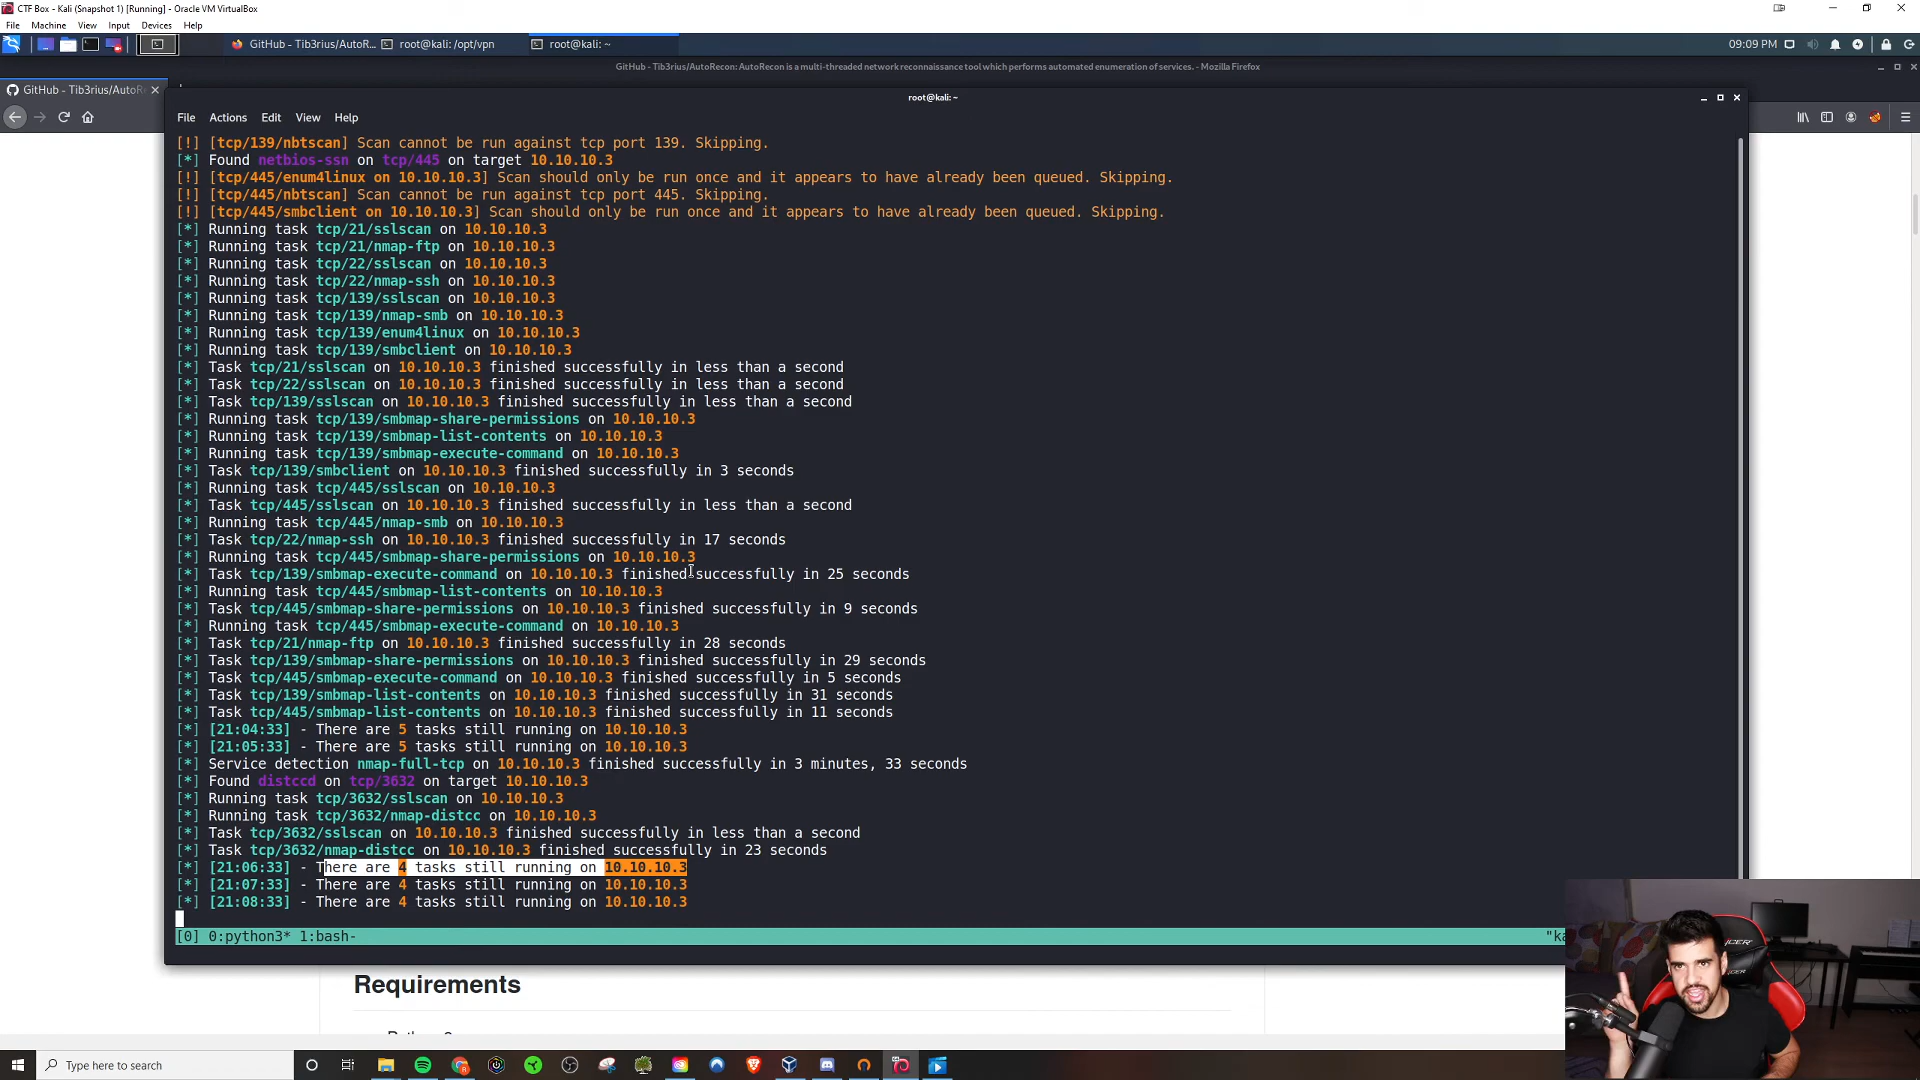 CTF Box - Kali (Snapshot 1) [Running] - Oracle VM VirtualBox
File Machine View Input Devices Help
GitHub - Tib3rius/AutoR... root@kali: /opt/vpn root@kali: ~ 09:09 PM
GitHub - Tib3rius/AutoRecon: AutoRecon is a multi-threaded network reconnaissance tool which performs automated enumeration of services. - Mozilla Firefox
GitHub - Tib3rius/AutoR
root@kali: ~
File Actions Edit View Help
[!] [tcp/139/nbtscan] Scan cannot be run against tcp port 139. Skipping.
[*] Found netbios-ssn on tcp/445 on target 10.10.10.3
[!] [tcp/445/enum4linux on 10.10.10.3] Scan should only be run once and it appears to have already been queued. Skipping.
[!] [tcp/445/nbtscan] Scan cannot be run against tcp port 445. Skipping.
[!] [tcp/445/smbclient on 10.10.10.3] Scan should only be run once and it appears to have already been queued. Skipping.
[*] Running task tcp/21/sslscan on 10.10.10.3
[*] Running task tcp/21/nmap-ftp on 10.10.10.3
[*] Running task tcp/22/sslscan on 10.10.10.3
[*] Running task tcp/22/nmap-ssh on 10.10.10.3
[*] Running task tcp/139/sslscan on 10.10.10.3
[*] Running task tcp/139/nmap-smb on 10.10.10.3
[*] Running task tcp/139/enum4linux on 10.10.10.3
[*] Running task tcp/139/smbclient on 10.10.10.3
[*] Task tcp/21/sslscan on 10.10.10.3 finished successfully in less than a second
[*] Task tcp/22/sslscan on 10.10.10.3 finished successfully in less than a second
[*] Task tcp/139/sslscan on 10.10.10.3 finished successfully in less than a second
[*] Running task tcp/139/smbmap-share-permissions on 10.10.10.3
[*] Running task tcp/139/smbmap-list-contents on 10.10.10.3
[*] Running task tcp/139/smbmap-execute-command on 10.10.10.3
[*] Task tcp/139/smbclient on 10.10.10.3 finished successfully in 3 seconds
[*] Running task tcp/445/sslscan on 10.10.10.3
[*] Task tcp/445/sslscan on 10.10.10.3 finished successfully in less than a second
[*] Running task tcp/445/nmap-smb on 10.10.10.3
[*] Task tcp/22/nmap-ssh on 10.10.10.3 finished successfully in 17 seconds
[*] Running task tcp/445/smbmap-share-permissions on 10.10.10.3
[*] Task tcp/139/smbmap-execute-command on 10.10.10.3 finished successfully in 25 seconds
[*] Running task tcp/445/smbmap-list-contents on 10.10.10.3
[*] Task tcp/445/smbmap-share-permissions on 10.10.10.3 finished successfully in 9 seconds
[*] Running task tcp/445/smbmap-execute-command on 10.10.10.3
[*] Task tcp/21/nmap-ftp on 10.10.10.3 finished successfully in 28 seconds
[*] Task tcp/139/smbmap-share-permissions on 10.10.10.3 finished successfully in 29 seconds
[*] Task tcp/445/smbmap-execute-command on 10.10.10.3 finished successfully in 5 seconds
[*] Task tcp/139/smbmap-list-contents on 10.10.10.3 finished successfully in 31 seconds
[*] Task tcp/445/smbmap-list-contents on 10.10.10.3 finished successfully in 11 seconds
[*] [21:04:33] - There are 5 tasks still running on 10.10.10.3
[*] [21:05:33] - There are 5 tasks still running on 10.10.10.3
[*] Service detection nmap-full-tcp on 10.10.10.3 finished successfully in 3 minutes, 33 seconds
[*] Found distccd on tcp/3632 on target 10.10.10.3
[*] Running task tcp/3632/sslscan on 10.10.10.3
[*] Running task tcp/3632/nmap-distcc on 10.10.10.3
[*] Task tcp/3632/sslscan on 10.10.10.3 finished successfully in less than a second
[*] Task tcp/3632/nmap-distcc on 10.10.10.3 finished successfully in 23 seconds
[*] [21:06:33] - There are 4 tasks still running on 10.10.10.3
[*] [21:07:33] - There are 4 tasks still running on 10.10.10.3
[*] [21:08:33] - There are 4 tasks still running on 10.10.10.3
[0] 0:python3* 1:bash- "ka
Requirements
Type here to search